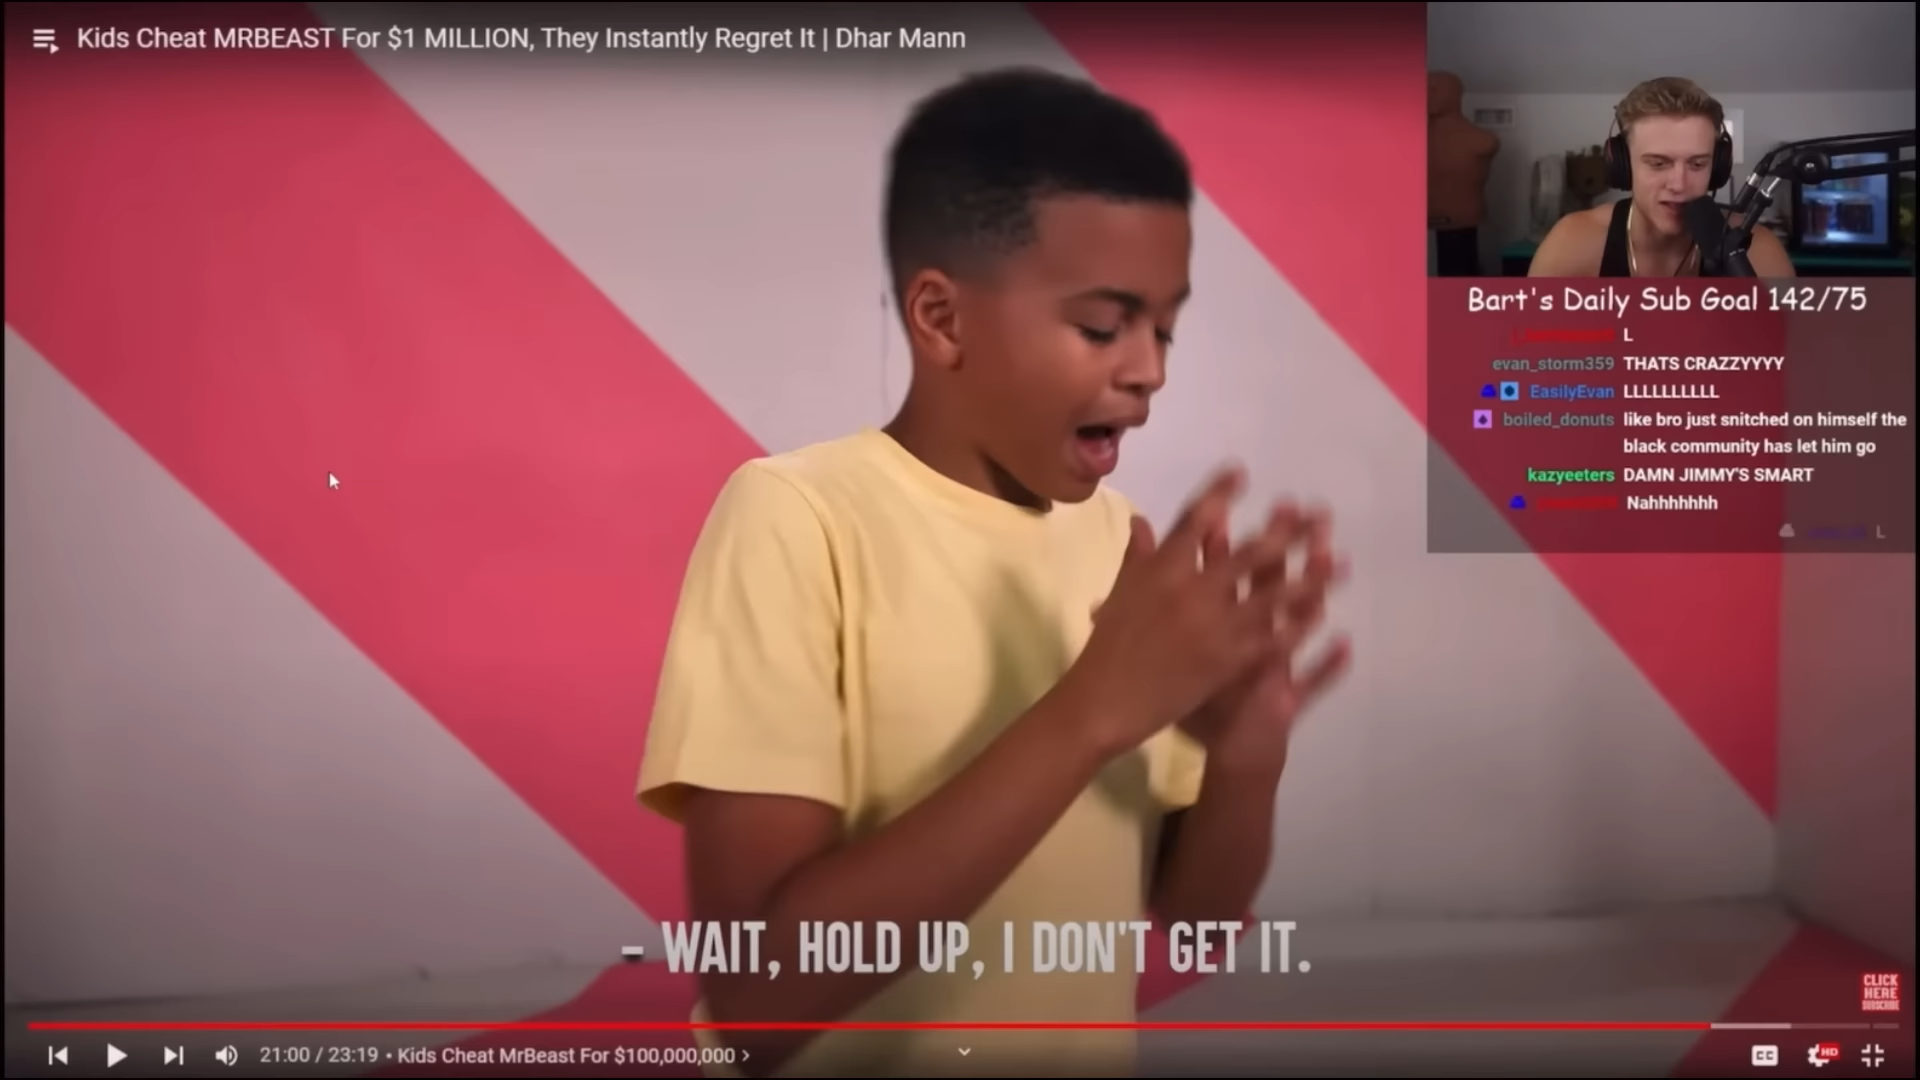 Kids Cheat MRBEAST For $1 MILLION, They Instantly Regret It | Dhar Mann
Bart's Daily Sub Goal 142/75
L
evan_storm359 THATS CRAZZYYYY
EasilyEvan LLLLLLLLLL
boiled_donuts like bro just snitched on himself the
black community has let him go
kazyeeters DAMN JIMMY'S SMART
Nahhhhhhh
L
- WAIT, HOLD UP, I DON'T GET IT.
CLICK
HERE
SUBSCRIBE
21:00 / 23:19 • Kids Cheat MrBeast For $100,000,000 >
CC
HD